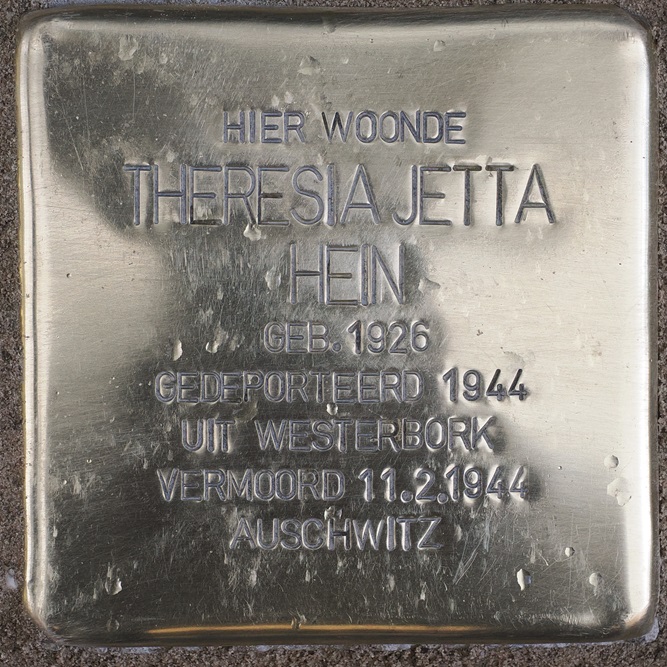 HIER WOONDE
THERESIA JETTA
HEIN
GEB. 1926
GEDEPORTEERD 1944
UIT WESTERBORK
VERMOORD 11.2.1944
AUSCHWITZ